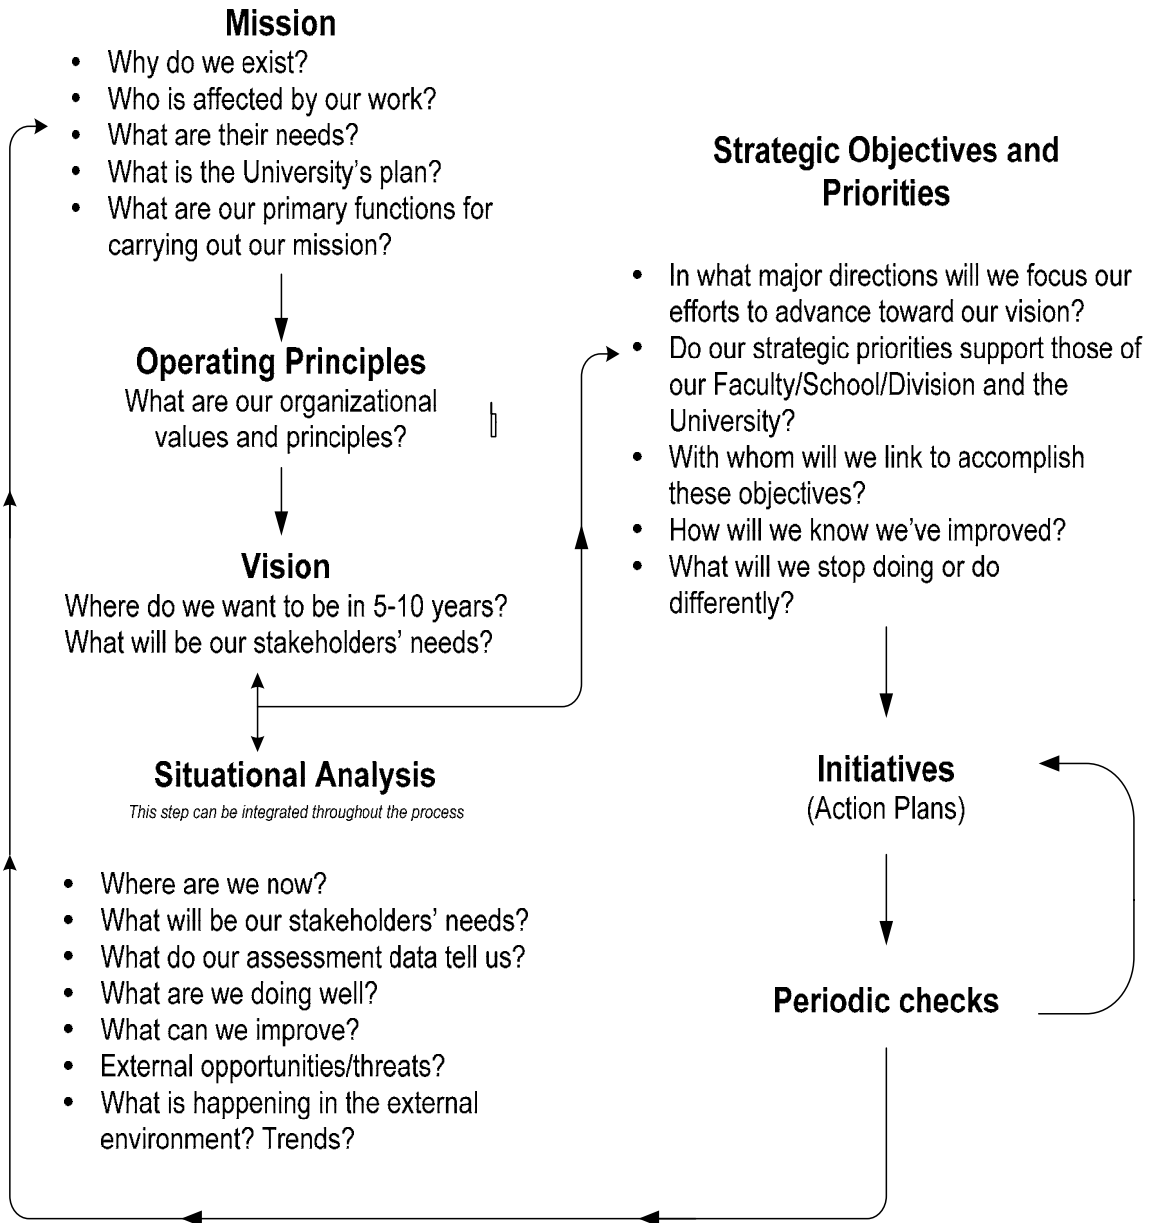 Mission
• Why do we exist?
• Who is affected by our work?
• What are their needs?
• What is the University's plan?
• What are our primary functions for
carrying out our mission?
Operating Principles
What are our organizational
values and principles?
Vision
Where do we want to be in 5-10 years?
What will be our stakeholders' needs?
Situational Analysis
This step can be integrated throughout the process
• Where are we now?
• What will be our stakeholders' needs?
• What do our assessment data tell us?
• What are we doing well?
• What can we improve?
• External opportunities/threats?
• What is happening in the external
environment? Trends?
Strategic Objectives and
Priorities
• In what major directions will we focus our
efforts to advance toward our vision?
• Do our strategic priorities support those of
our Faculty/School/Division and the
University?
• With whom will we link to accomplish
these objectives?
• How will we know we've improved?
• What will we stop doing or do
differently?
Initiatives
(Action Plans)
Periodic checks